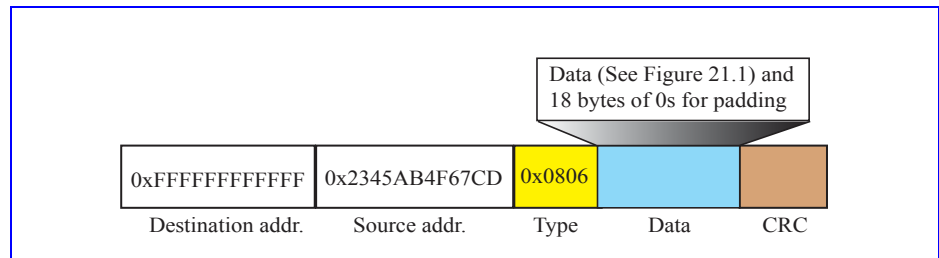 Data (See Figure 21.1) and
18 bytes of 0s for padding
0xFFFFFFFFFFFF 0x2345AB4F67CD 0x0806
Destination addr. Source addr. Type Data CRC